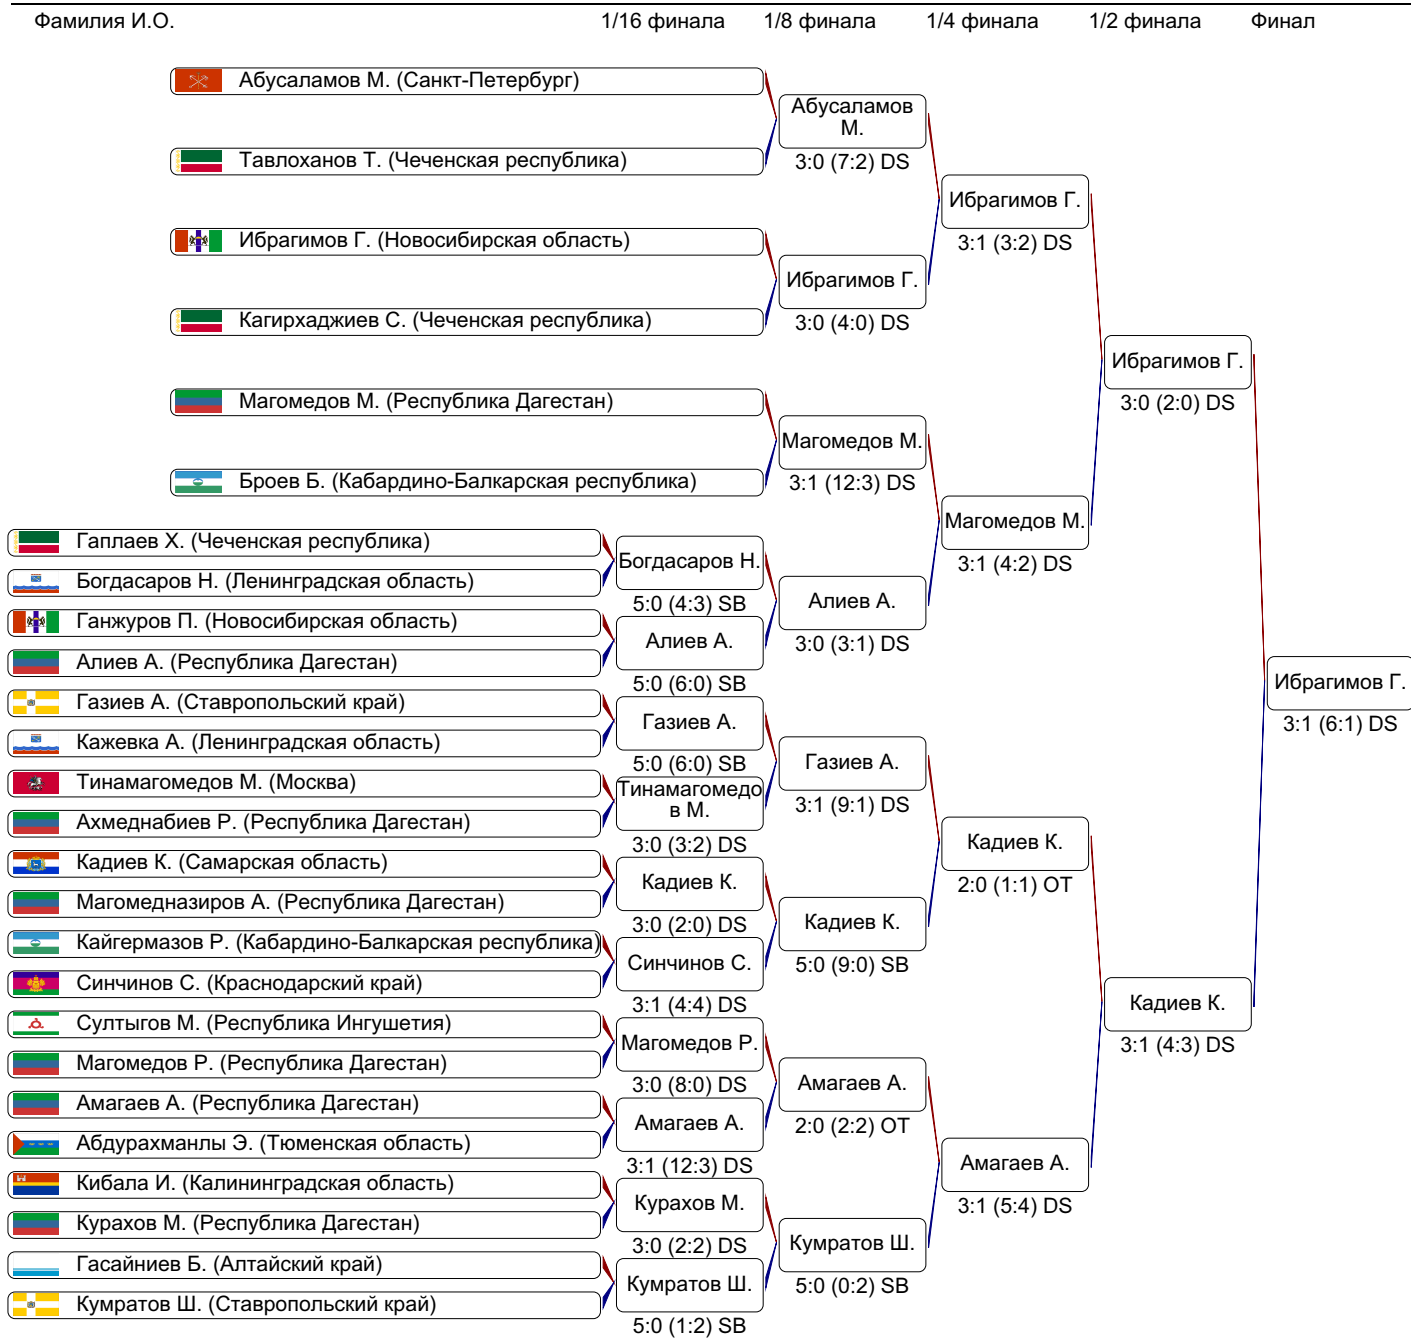 Фамилия И.О. 1/16 финала 1/8 финала 1/4 финала 1/2 финала Финал
Абусаламов М. (Санкт-Петербург)
Абусаламов
М.
Тавлоханов Т. (Чеченская республика)
3:0 (7:2) DS
Ибрагимов Г.
3:1 (3:2) DS
Ибрагимов Г. (Новосибирская область)
Ибрагимов Г.
Кагирхаджиев С. (Чеченская республика)
3:0 (4:0) DS
Ибрагимов Г.
3:0 (2:0) DS
Магомедов М. (Республика Дагестан)
Магомедов М.
Броев Б. (Кабардино-Балкарская республика)
3:1 (12:3) DS
Магомедов М.
3:1 (4:2) DS
Гаплаев Х. (Чеченская республика)
Богдасаров Н.
Богдасаров Н. (Ленинградская область)
5:0 (4:3) SB
Алиев А.
3:0 (3:1) DS
Ганжуров П. (Новосибирская область)
Алиев А.
Алиев А. (Республика Дагестан)
5:0 (6:0) SB
Ибрагимов Г.
3:1 (6:1) DS
Газиев А. (Ставропольский край)
Газиев А.
Кажевка А. (Ленинградская область)
5:0 (6:0) SB
Газиев А.
3:1 (9:1) DS
Тинамагомедов М. (Москва)
Тинамагомедо
в М.
Ахмеднабиев Р. (Республика Дагестан)
3:0 (3:2) DS
Кадиев К.
2:0 (1:1) OT
Кадиев К. (Самарская область)
Кадиев К.
Магомедназиров А. (Республика Дагестан)
3:0 (2:0) DS
Кадиев К.
5:0 (9:0) SB
Кайгермазов Р. (Кабардино-Балкарская республика)
Синчинов С.
Синчинов С. (Краснодарский край)
3:1 (4:4) DS
Кадиев К.
3:1 (4:3) DS
Султыгов М. (Республика Ингушетия)
Магомедов Р.
Магомедов Р. (Республика Дагестан)
3:0 (8:0) DS
Амагаев А.
2:0 (2:2) OT
Амагаев А. (Республика Дагестан)
Амагаев А.
Абдурахманлы Э. (Тюменская область)
3:1 (12:3) DS
Амагаев А.
3:1 (5:4) DS
Кибала И. (Калининградская область)
Курахов М.
Курахов М. (Республика Дагестан)
3:0 (2:2) DS
Кумратов Ш.
5:0 (0:2) SB
Гасайниев Б. (Алтайский край)
Кумратов Ш.
Кумратов Ш. (Ставропольский край)
5:0 (1:2) SB